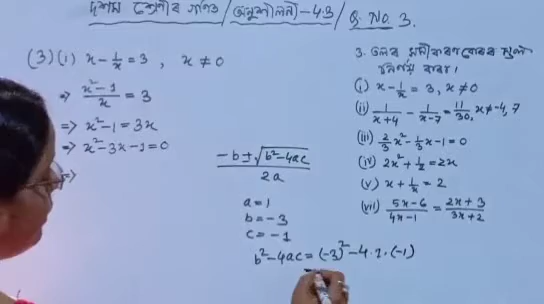 দশম শ্ৰেণীৰ গণিত / অনুশীলনী-4.3 / Q. No. 3.
(3) (i) x - 1/x = 3 , x ≠ 0
⇒ x²-1/x = 3
⇒ x² - 1 = 3x
⇒ x² - 3x - 1 = 0
⇒
-b ± √b²-4ac / 2a
a = 1
b = -3
c = -1
b² - 4ac = (-3)² - 4.1.(-1)
3. তলৰ সমীকৰণবোৰৰ মূল
নিৰ্ণয় কৰা।
(i) x - 1/x = 3, x ≠ 0
(ii) 1/x+4 - 1/x-7 = 11/30, x ≠ -4, 7
(iii) 2/3 x² - 1/3 x - 1 = 0
(iv) 2x² + 1/2 = 2x
(v) x + 1/x = 2
(vii) 5x-6/4x-1 = 2x+3/3x+2